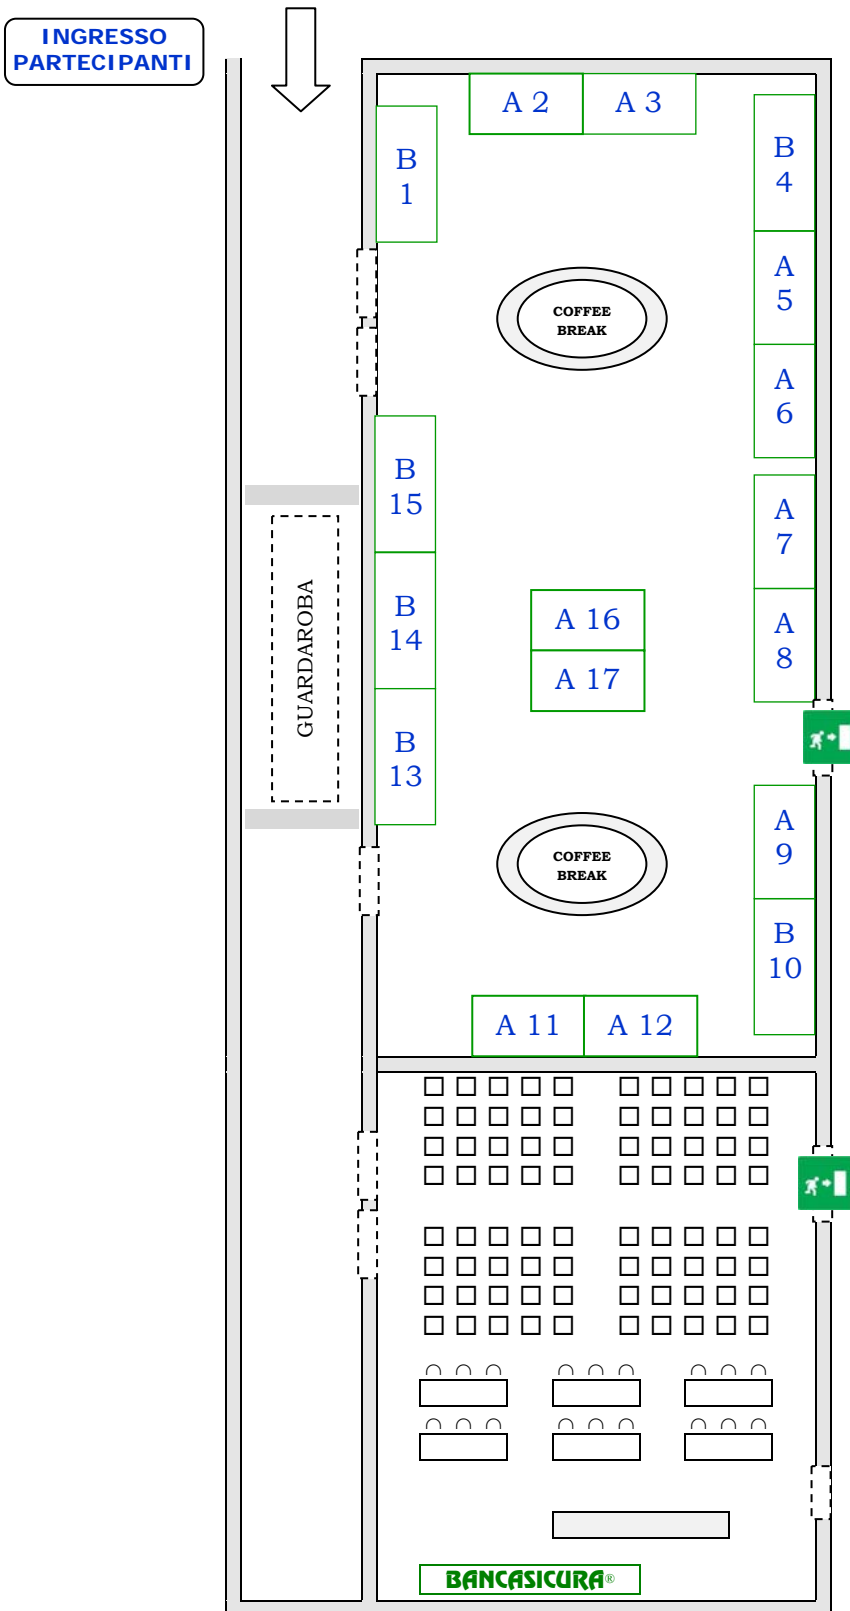 INGRESSO
PARTECIPANTI
A 2
A 3
B
1
B
4
A
5
COFFEE
BREAK
A
6
B
15
A
7
GUARDAROBA
B
14
A 16
A
8
A 17
B
13
A
9
COFFEE
BREAK
B
10
A 11
A 12
BANCASICURA®